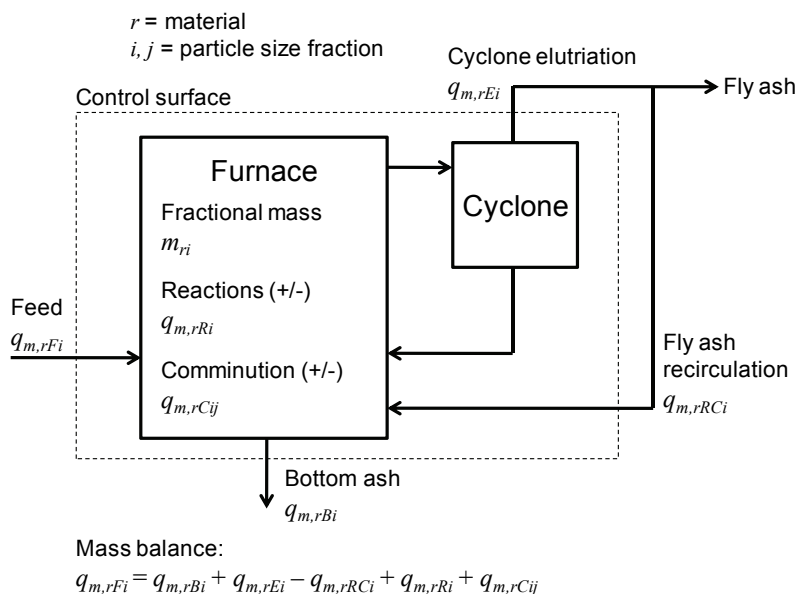 r = material
i, j = particle size fraction
Cyclone elutriation
q_{m,rEi}
Fly ash
Control surface
Furnace
Fractional mass
m_{ri}
Reactions (+/-)
q_{m,rRi}
Comminution (+/-)
q_{m,rCij}
Cyclone
Feed
q_{m,rFi}
Fly ash
recirculation
q_{m,rRCi}
Bottom ash
q_{m,rBi}
Mass balance:
q_{m,rFi} = q_{m,rBi} + q_{m,rEi} – q_{m,rRCi} + q_{m,rRi} + q_{m,rCij}